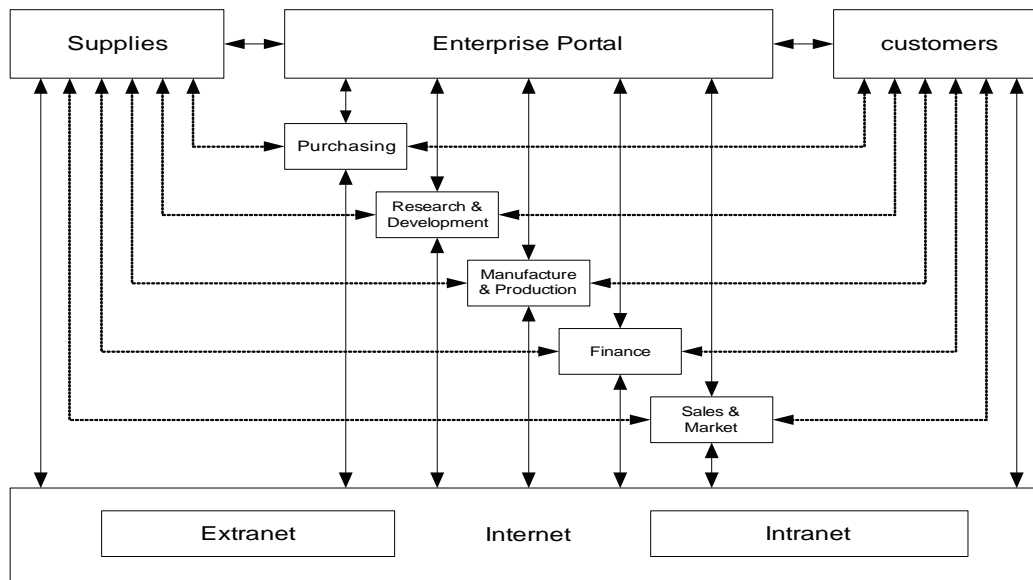 Supplies
Enterprise Portal
customers
Purchasing
Research &
Development
Manufacture
& Production
Finance
Sales &
Market
Extranet
Internet
Intranet